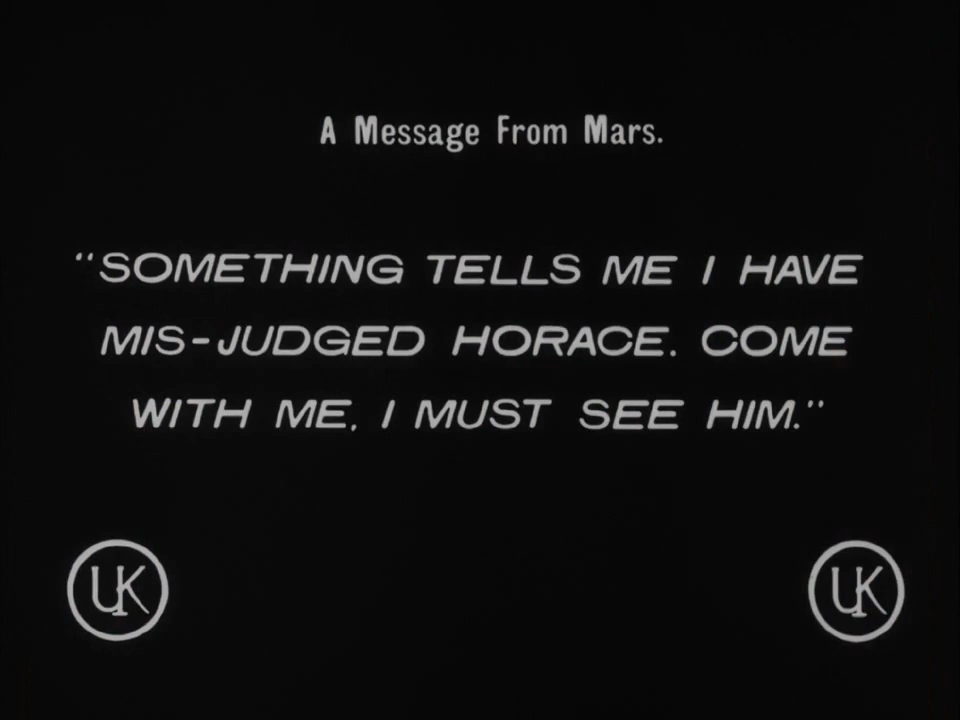 A Message From Mars.
"SOMETHING TELLS ME I HAVE
MIS-JUDGED HORACE. COME
WITH ME, I MUST SEE HIM."
UK UK